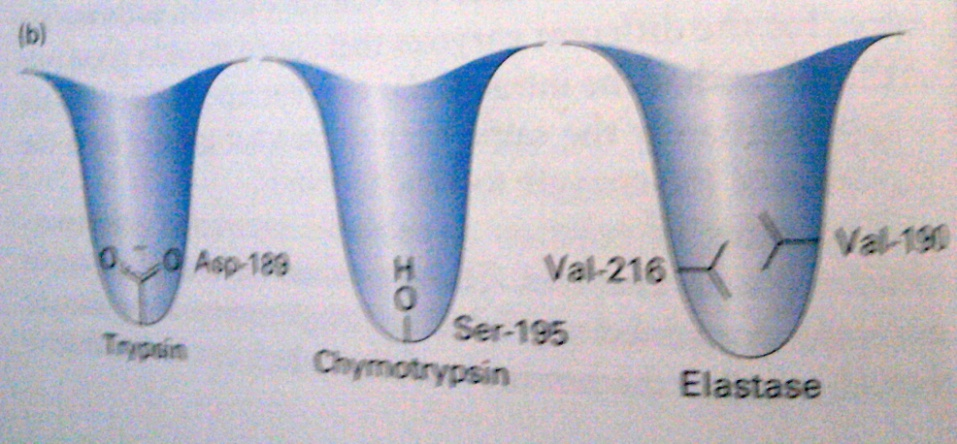 (b)
O
-
O
Asp-189
Trypsin
H
O
Ser-195
Chymotrypsin
Val-216
Val-190
Elastase